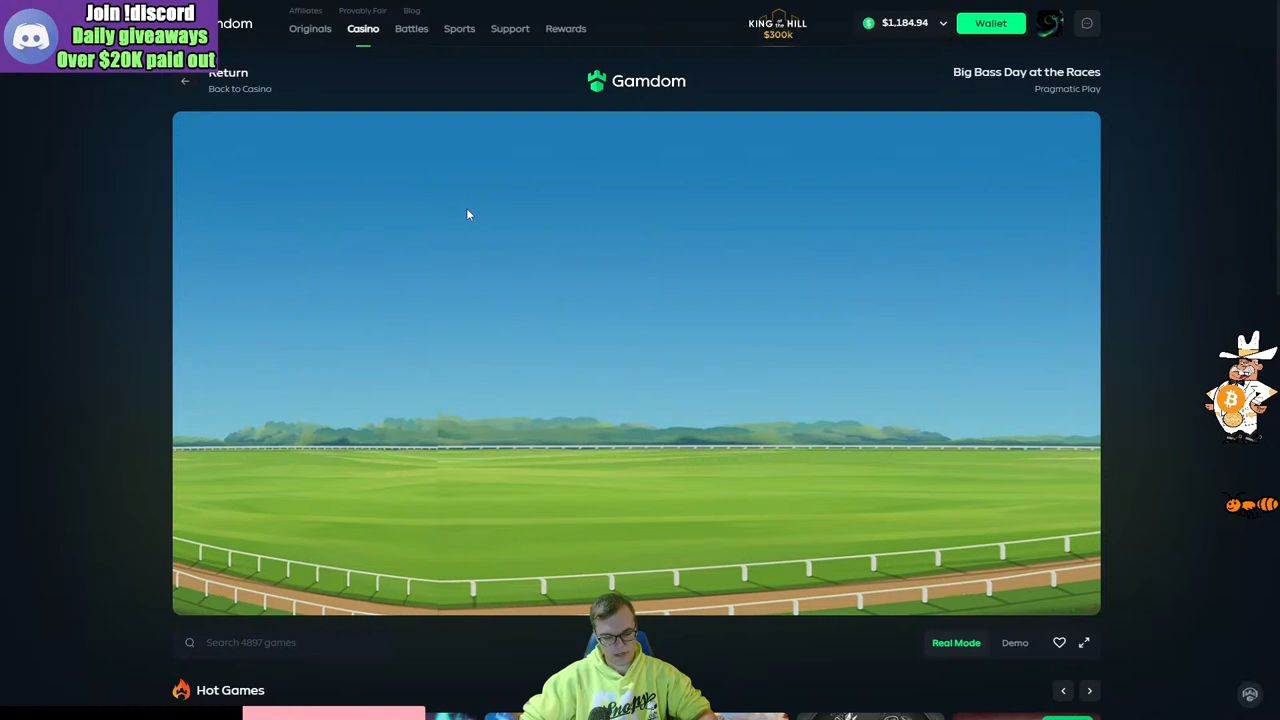 Join !discord
Daily giveaways
Over $20K paid out
ndom
Affiliates
Provably Fair
Blog
Originals
Casino
Battles
Sports
Support
Rewards
KING of the HILL
$300k
$1,184.94
Wallet
Return
Back to Casino
Gamdom
Big Bass Day at the Races
Pragmatic Play
Search 4897 games
Real Mode
Demo
Hot Games